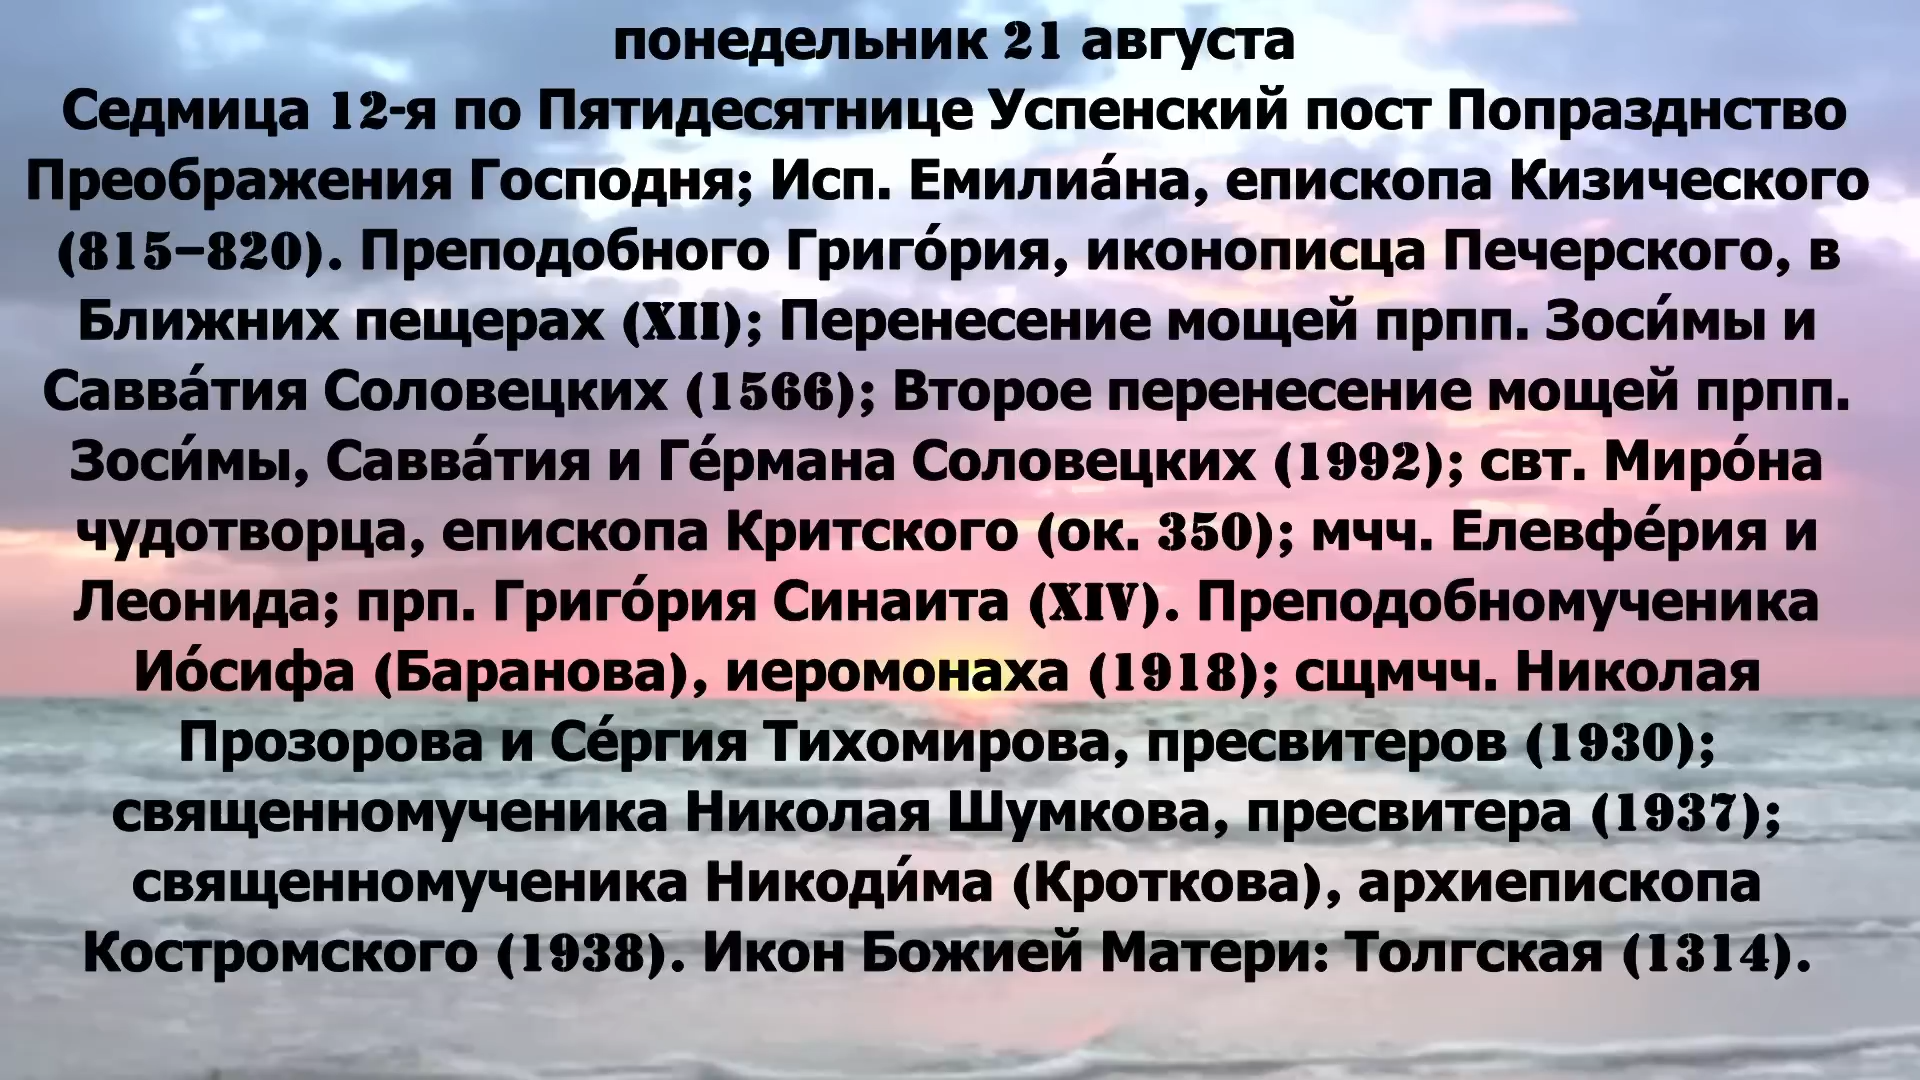 понедельник 21 августа
Седмица 12-я по Пятидесятнице Успенский пост Попразднство
Преображения Господня; Исп. Емилиа́на, епископа Кизического
(815–820). Преподобного Григо́рия, иконописца Печерского, в
Ближних пещерах (XII); Перенесение мощей прпп. Зоси́мы и
Савва́тия Соловецких (1566); Второе перенесение мощей прпп.
Зоси́мы, Савва́тия и Ге́рмана Соловецких (1992); свт. Миро́на
чудотворца, епископа Критского (ок. 350); мчч. Елевфе́рия и
Леонида; прп. Григо́рия Синаита (XIV). Преподобномученика
Ио́сифа (Баранова), иеромонаха (1918); сщмчч. Николая
Прозорова и Се́ргия Тихомирова, пресвитеров (1930);
священномученика Николая Шумкова, пресвитера (1937);
священномученика Никоди́ма (Кроткова), архиепископа
Костромского (1938). Икон Божией Матери: Толгская (1314).